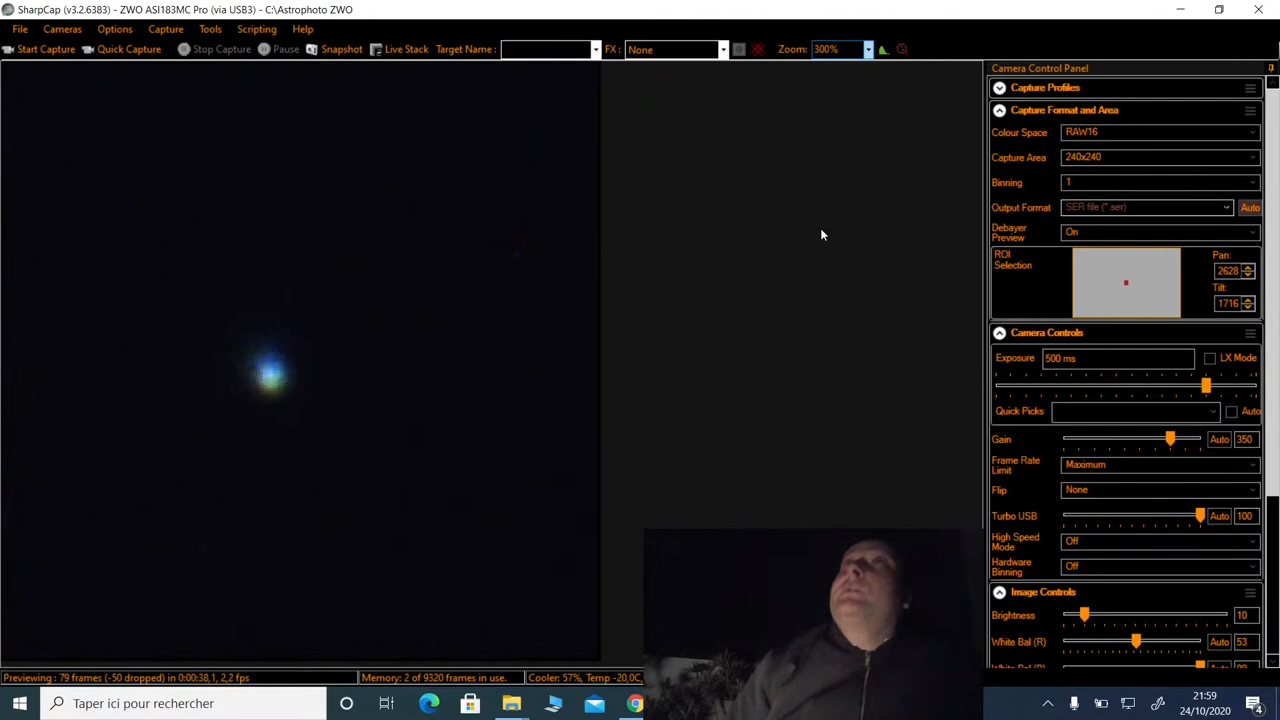 SharpCap (v3.2.6383) - ZWO ASI183MC Pro (via USB3) - C:\Astrophoto ZWO
File Cameras Options Capture Tools Scripting Help
Start Capture Quick Capture Stop Capture Pause Snapshot Live Stack Target Name : FX : None Zoom: 300%
Camera Control Panel
Capture Profiles
Capture Format and Area
Colour Space RAW16
Capture Area 240x240
Binning 1
Output Format SER file (*.ser) Auto
Debayer Preview On
ROI Selection
Pan:
2628
Tilt:
1716
Camera Controls
Exposure 500 ms LX Mode
Quick Picks Auto
Gain Auto 350
Frame Rate Limit Maximum
Flip None
Turbo USB Auto 100
High Speed Mode Off
Hardware Binning Off
Image Controls
Brightness 10
White Bal (R) Auto 53
Previewing : 79 frames (-50 dropped) in 0:00:38,1, 2,2 fps Memory: 2 of 9320 frames in use. Cooler: 57%, Temp -20,0C,
Taper ici pour rechercher
21:59
24/10/2020
4